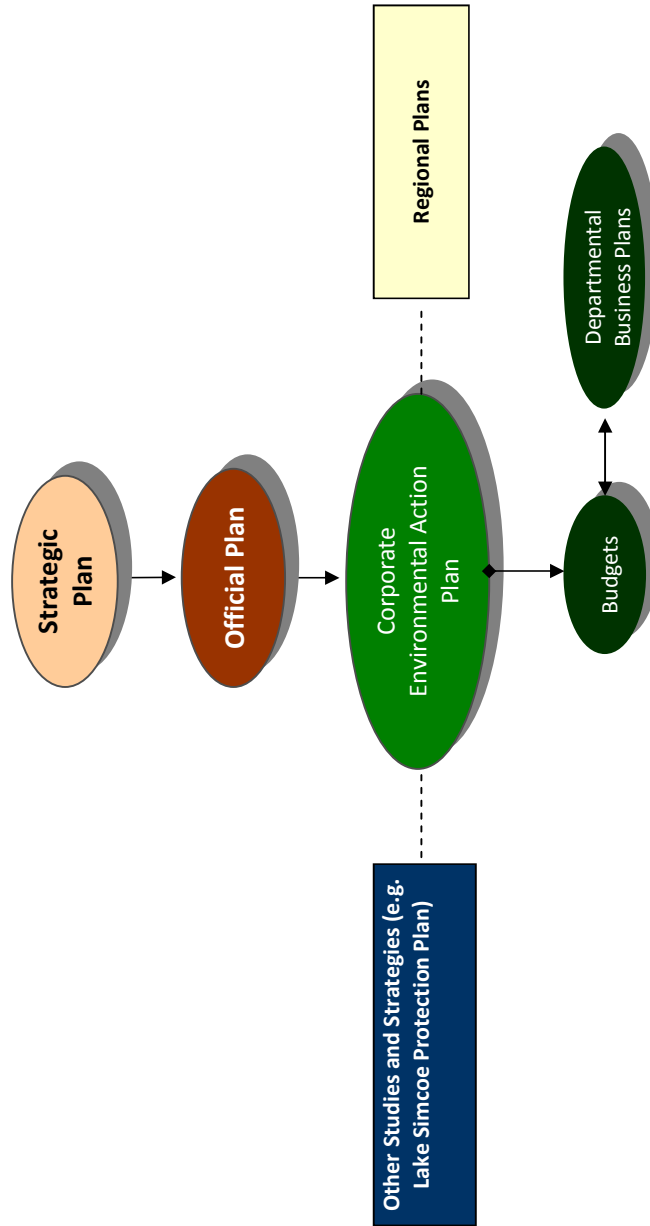 Strategic
Plan
Official Plan
Other Studies and Strategies (e.g.
Lake Simcoe Protection Plan)
Corporate
Environmental Action
Plan
Regional Plans
Budgets
Departmental
Business Plans